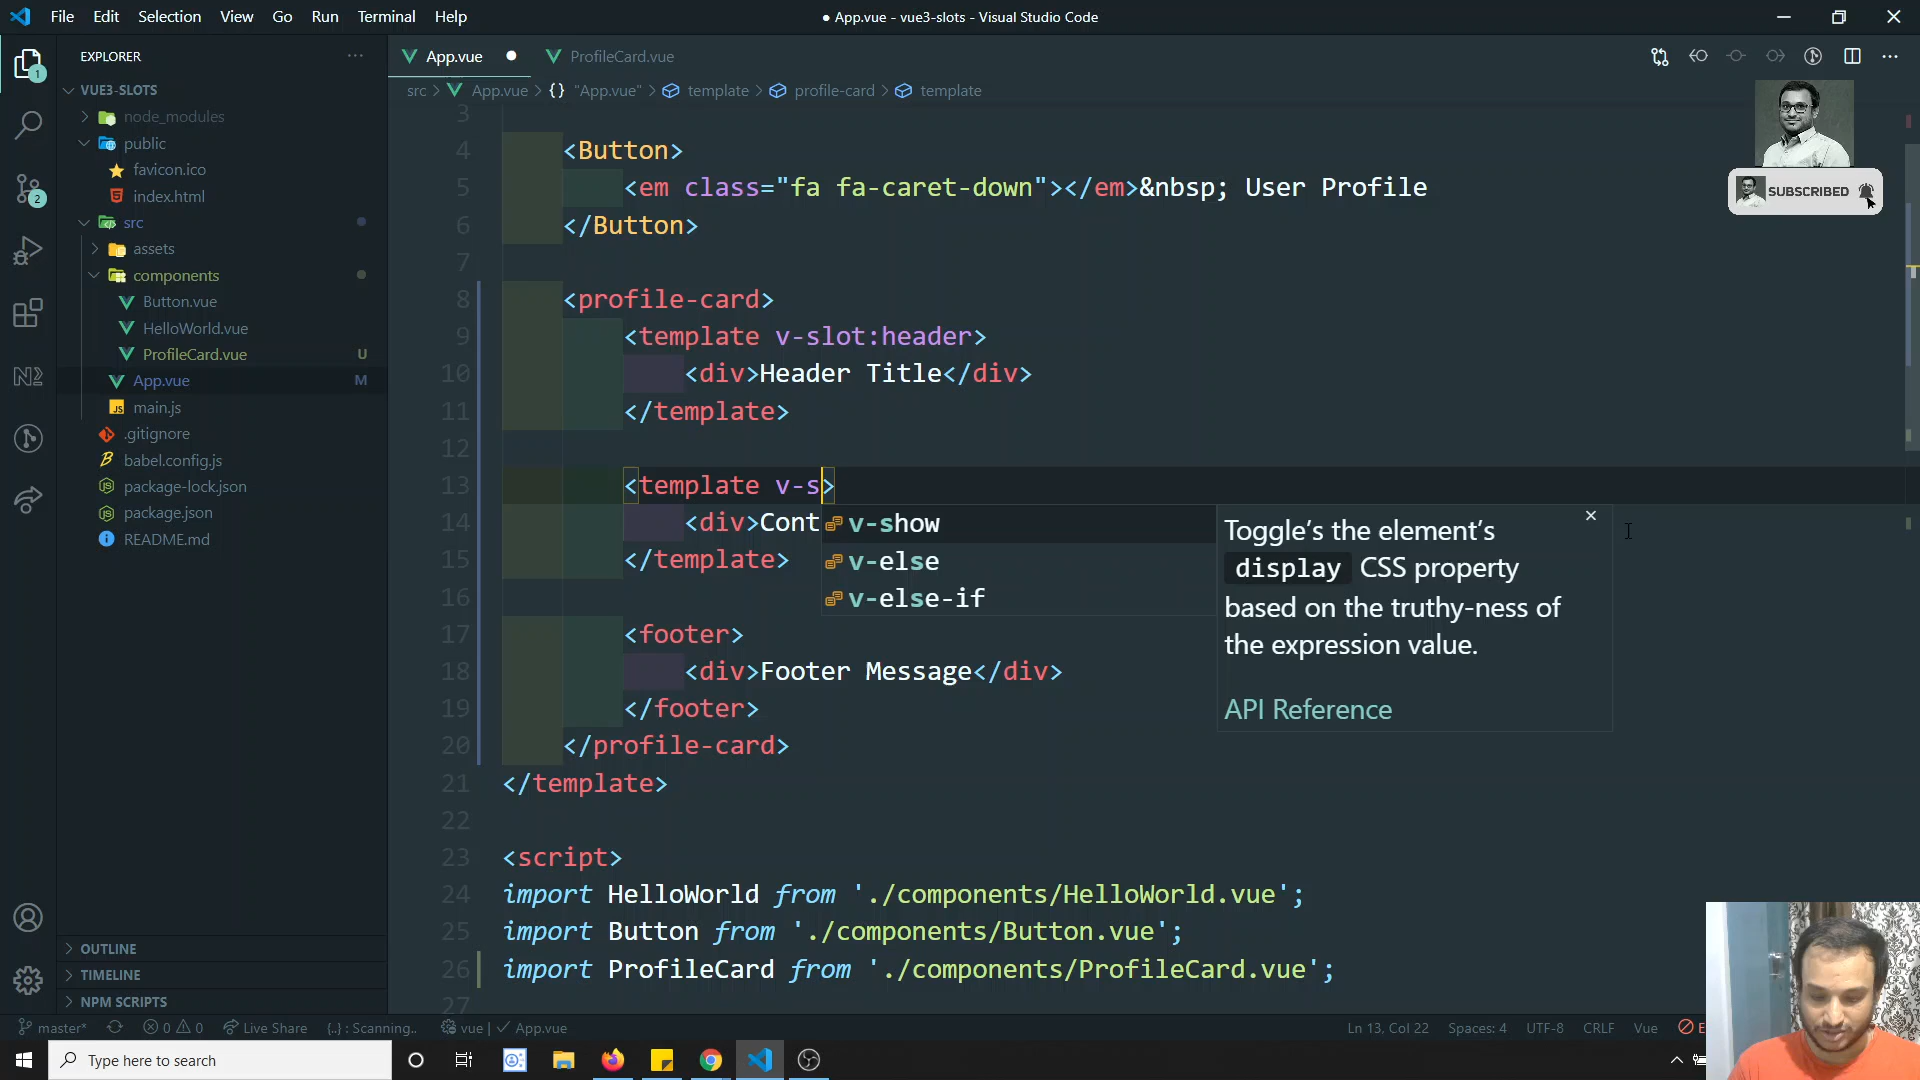 File Edit Selection View Go Run Terminal Help
● App.vue - vue3-slots - Visual Studio Code
EXPLORER
VUE3-SLOTS
node_modules
public
favicon.ico
index.html
src
assets
components
Button.vue
HelloWorld.vue
ProfileCard.vue U
App.vue M
main.js
.gitignore
babel.config.js
package-lock.json
package.json
README.md
OUTLINE
TIMELINE
NPM SCRIPTS
1
2
App.vue ● ProfileCard.vue
src > App.vue > {} "App.vue" > template > profile-card > template
SUBSCRIBED
3
4 <Button>
5 <em class="fa fa-caret-down"></em>&nbsp; User Profile
6 </Button>
7
8 <profile-card>
9 <template v-slot:header>
10 <div>Header Title</div>
11 </template>
12
13 <template v-s>
14 <div>Cont
15 </template>
16
17 <footer>
18 <div>Footer Message</div>
19 </footer>
20 </profile-card>
21 </template>
22
23 <script>
24 import HelloWorld from './components/HelloWorld.vue';
25 import Button from './components/Button.vue';
26 import ProfileCard from './components/ProfileCard.vue';
27
v-show
v-else
v-else-if
Toggle's the element's
display CSS property
based on the truthy-ness of
the expression value.
API Reference
master* 0 0 Live Share {..} : Scanning.. vue | App.vue
Ln 13, Col 22 Spaces: 4 UTF-8 CRLF Vue
Type here to search